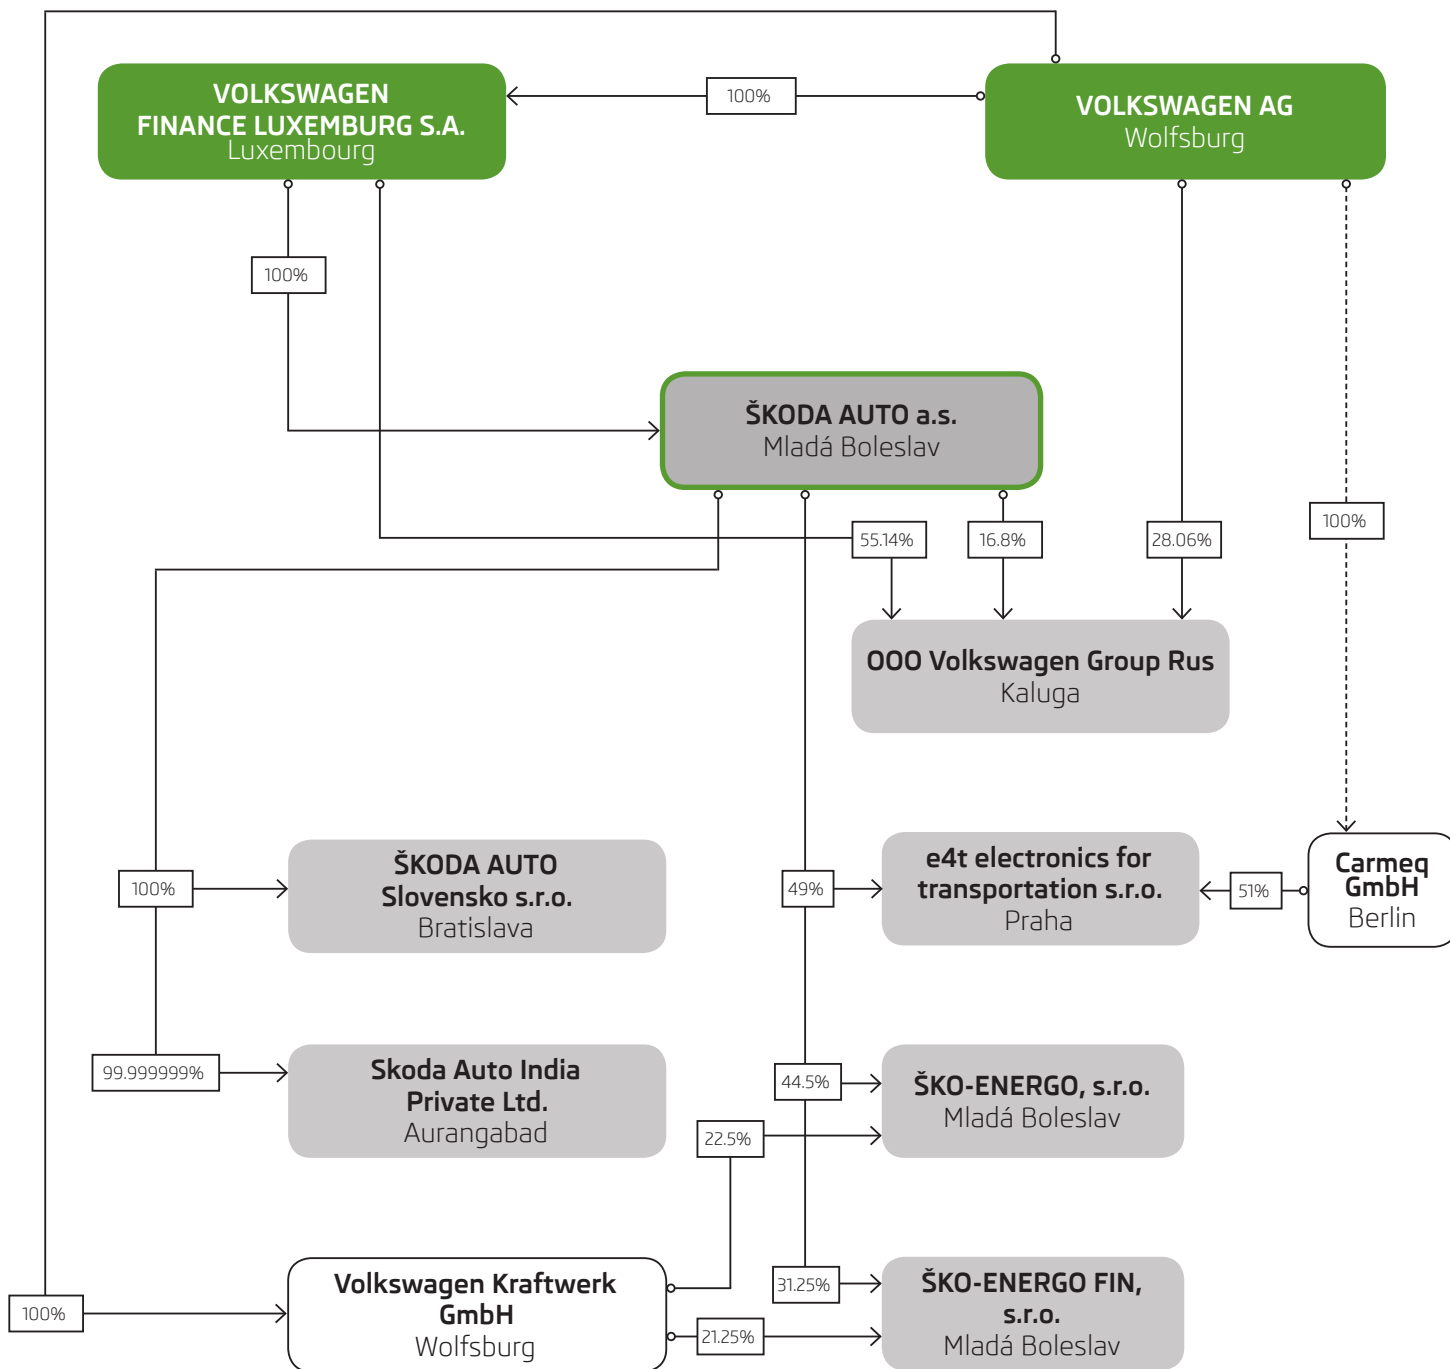 VOLKSWAGEN
FINANCE LUXEMBURG S.A.
Luxembourg
100%
VOLKSWAGEN AG
Wolfsburg
100%
ŠKODA AUTO a.s.
Mladá Boleslav
55.14%
16.8%
28.06%
100%
OOO Volkswagen Group Rus
Kaluga
100%
ŠKODA AUTO
Slovensko s.r.o.
Bratislava
49%
e4t electronics for
transportation s.r.o.
Praha
51%
Carmeq
GmbH
Berlin
99.999999%
Skoda Auto India
Private Ltd.
Aurangabad
44.5%
22.5%
ŠKO-ENERGO, s.r.o.
Mladá Boleslav
100%
Volkswagen Kraftwerk
GmbH
Wolfsburg
31.25%
21.25%
ŠKO-ENERGO FIN,
s.r.o.
Mladá Boleslav